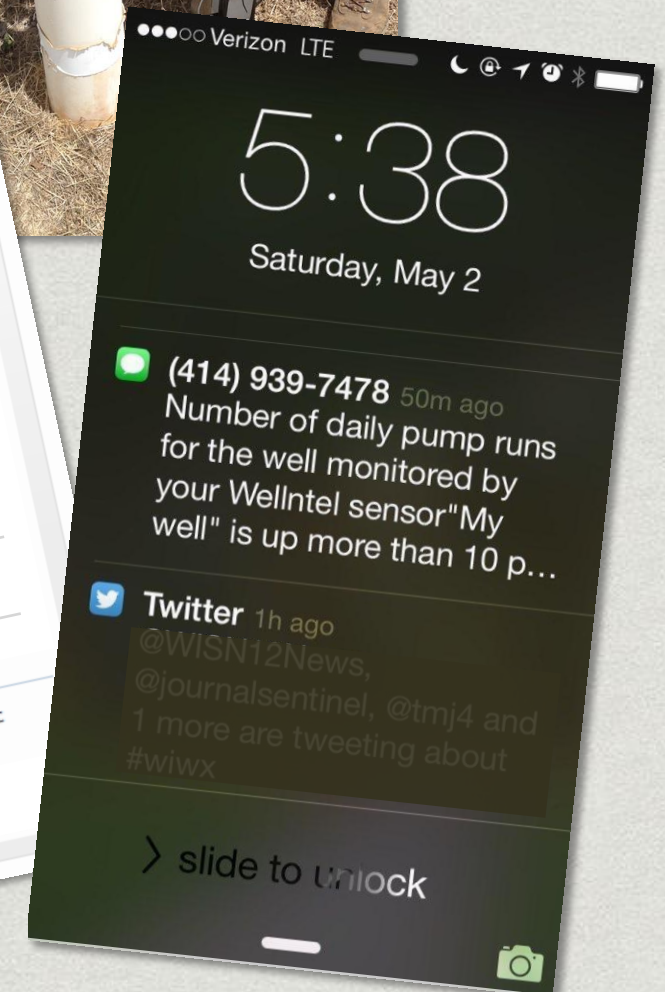 Verizon LTE
5:38
Saturday, May 2
(414) 939-7478 50m ago
Number of daily pump runs
for the well monitored by
your Wellntel sensor"My
well" is up more than 10 p...
Twitter 1h ago
@WISN12News,
@journalsentinel, @tmj4 and
1 more are tweeting about
#wiwx
> slide to unlock